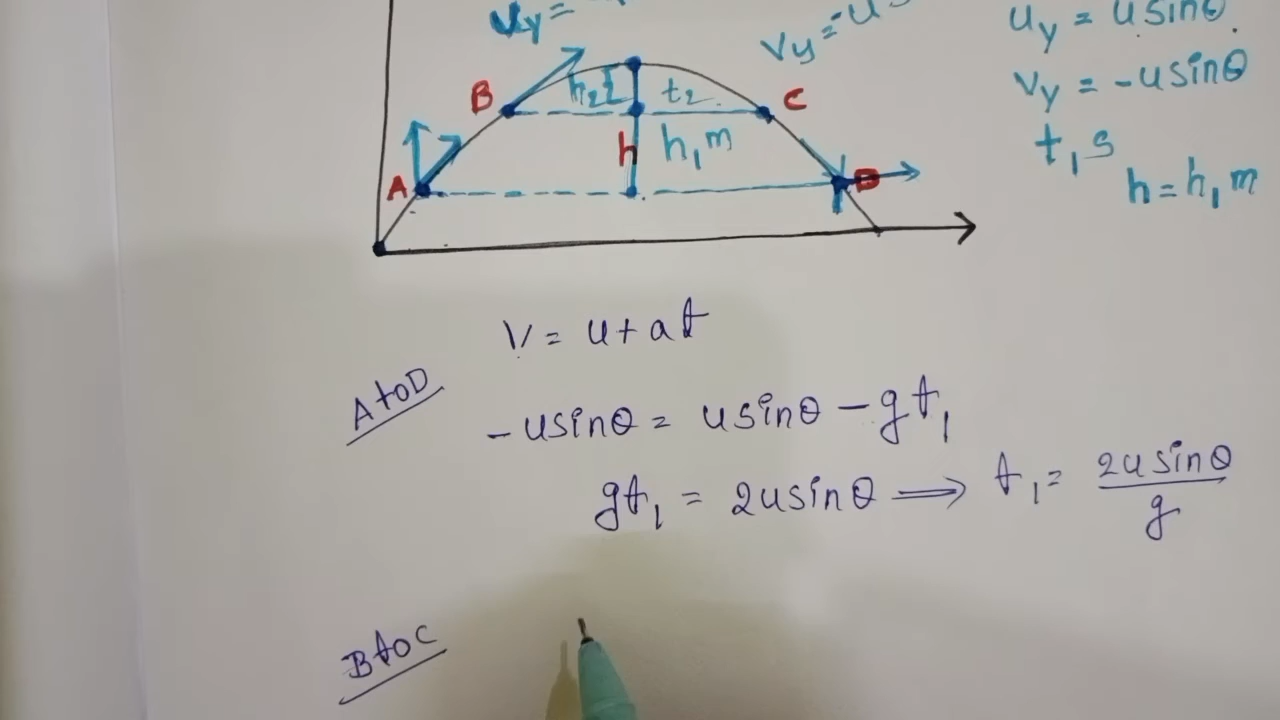 Vy =
Vy = -u
uy = u sinθ
Vy = -u sinθ
t₁ s
h = h₁ m
B
h₂
t₂
C
h
h₁ m
A
D
V = u + at
A to D
- u sinθ = u sinθ - gt₁
gt₁ = 2u sinθ ⟹ t₁ = 2u sinθ / g
B to C